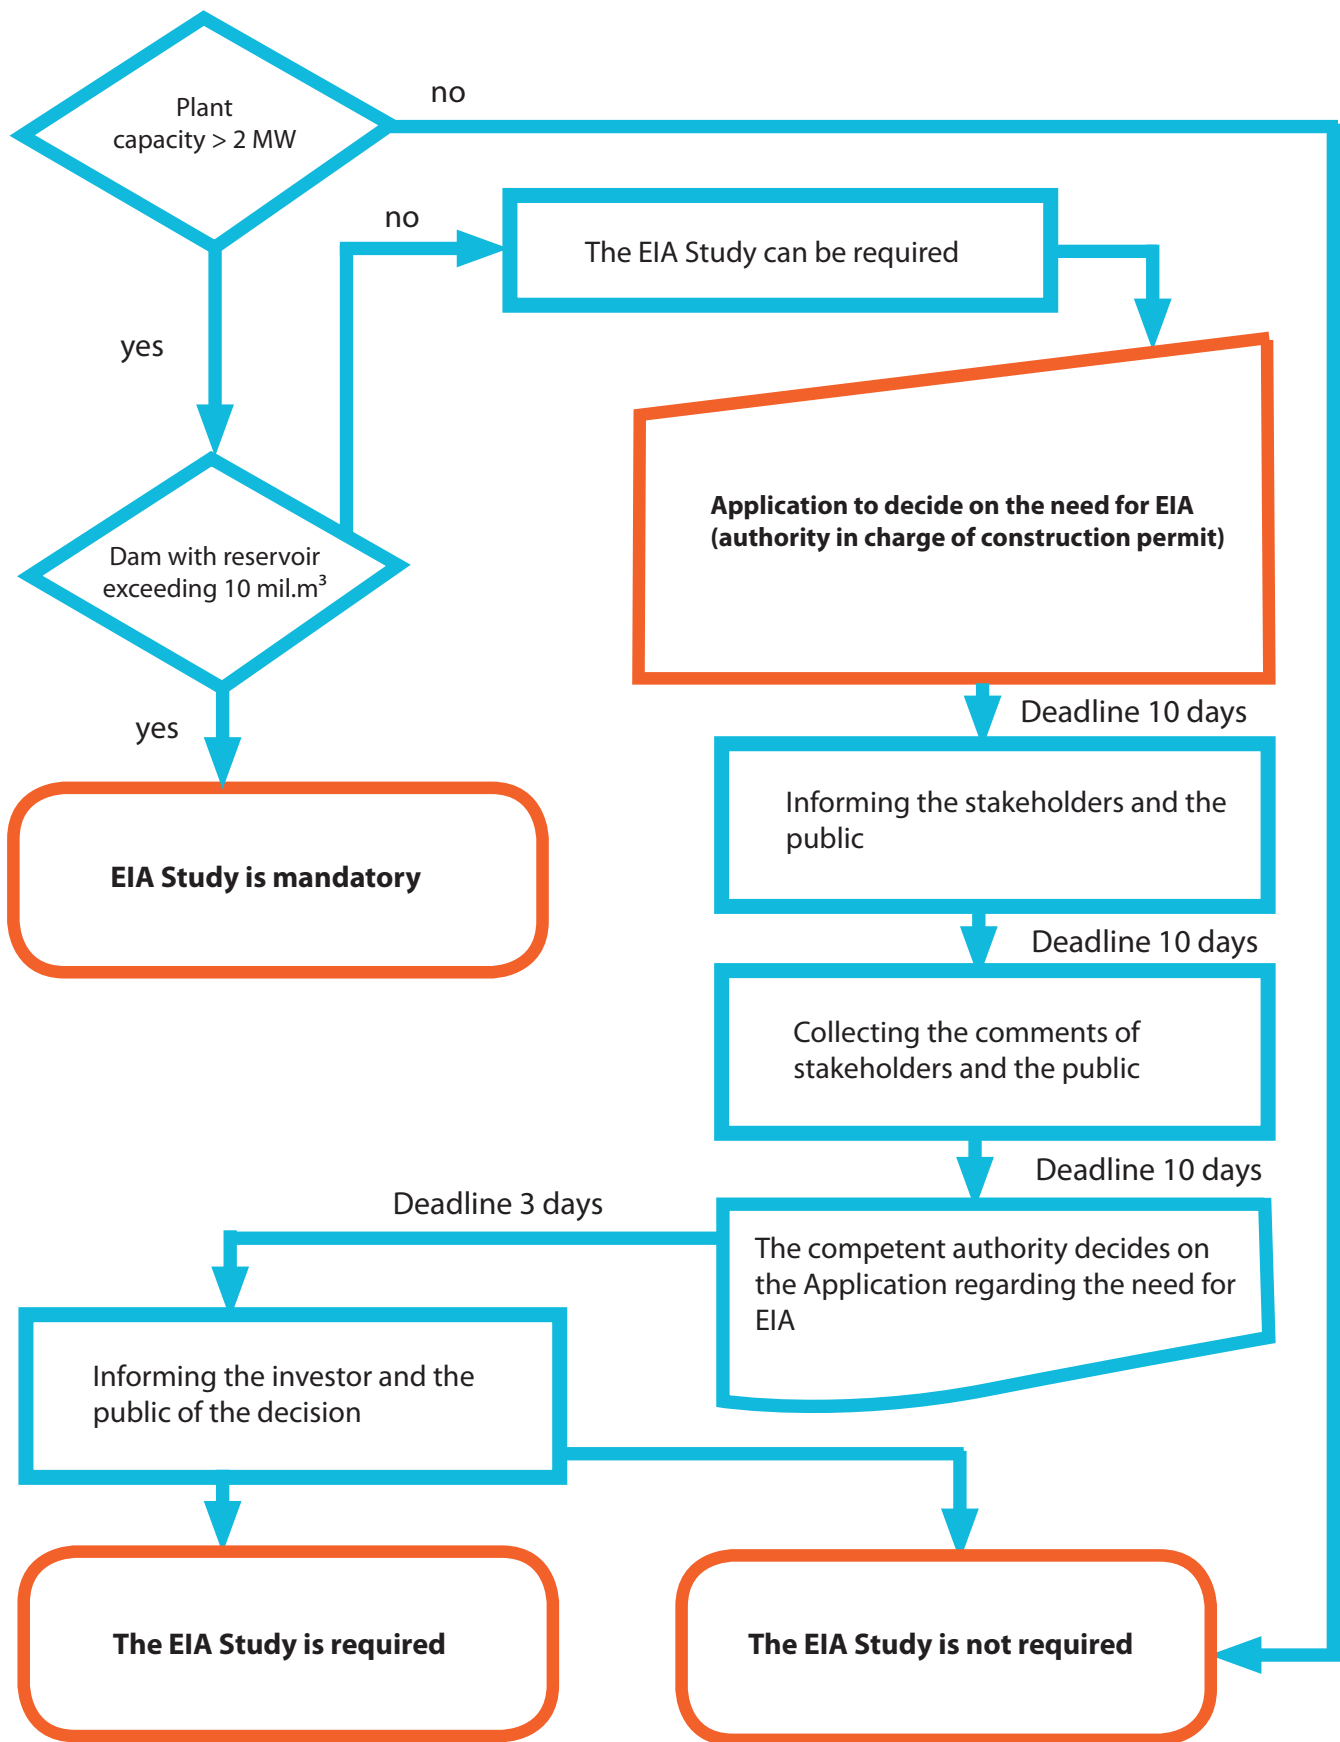 no
Plant
capacity > 2 MW
no
The EIA Study can be required
yes
Application to decide on the need for EIA
(authority in charge of construction permit)
Dam with reservoir
exceeding 10 mil.m³
Deadline 10 days
yes
Informing the stakeholders and the
public
EIA Study is mandatory
Deadline 10 days
Collecting the comments of
stakeholders and the public
Deadline 10 days
Deadline 3 days
The competent authority decides on
the Application regarding the need for
EIA
Informing the investor and the
public of the decision
The EIA Study is required
The EIA Study is not required